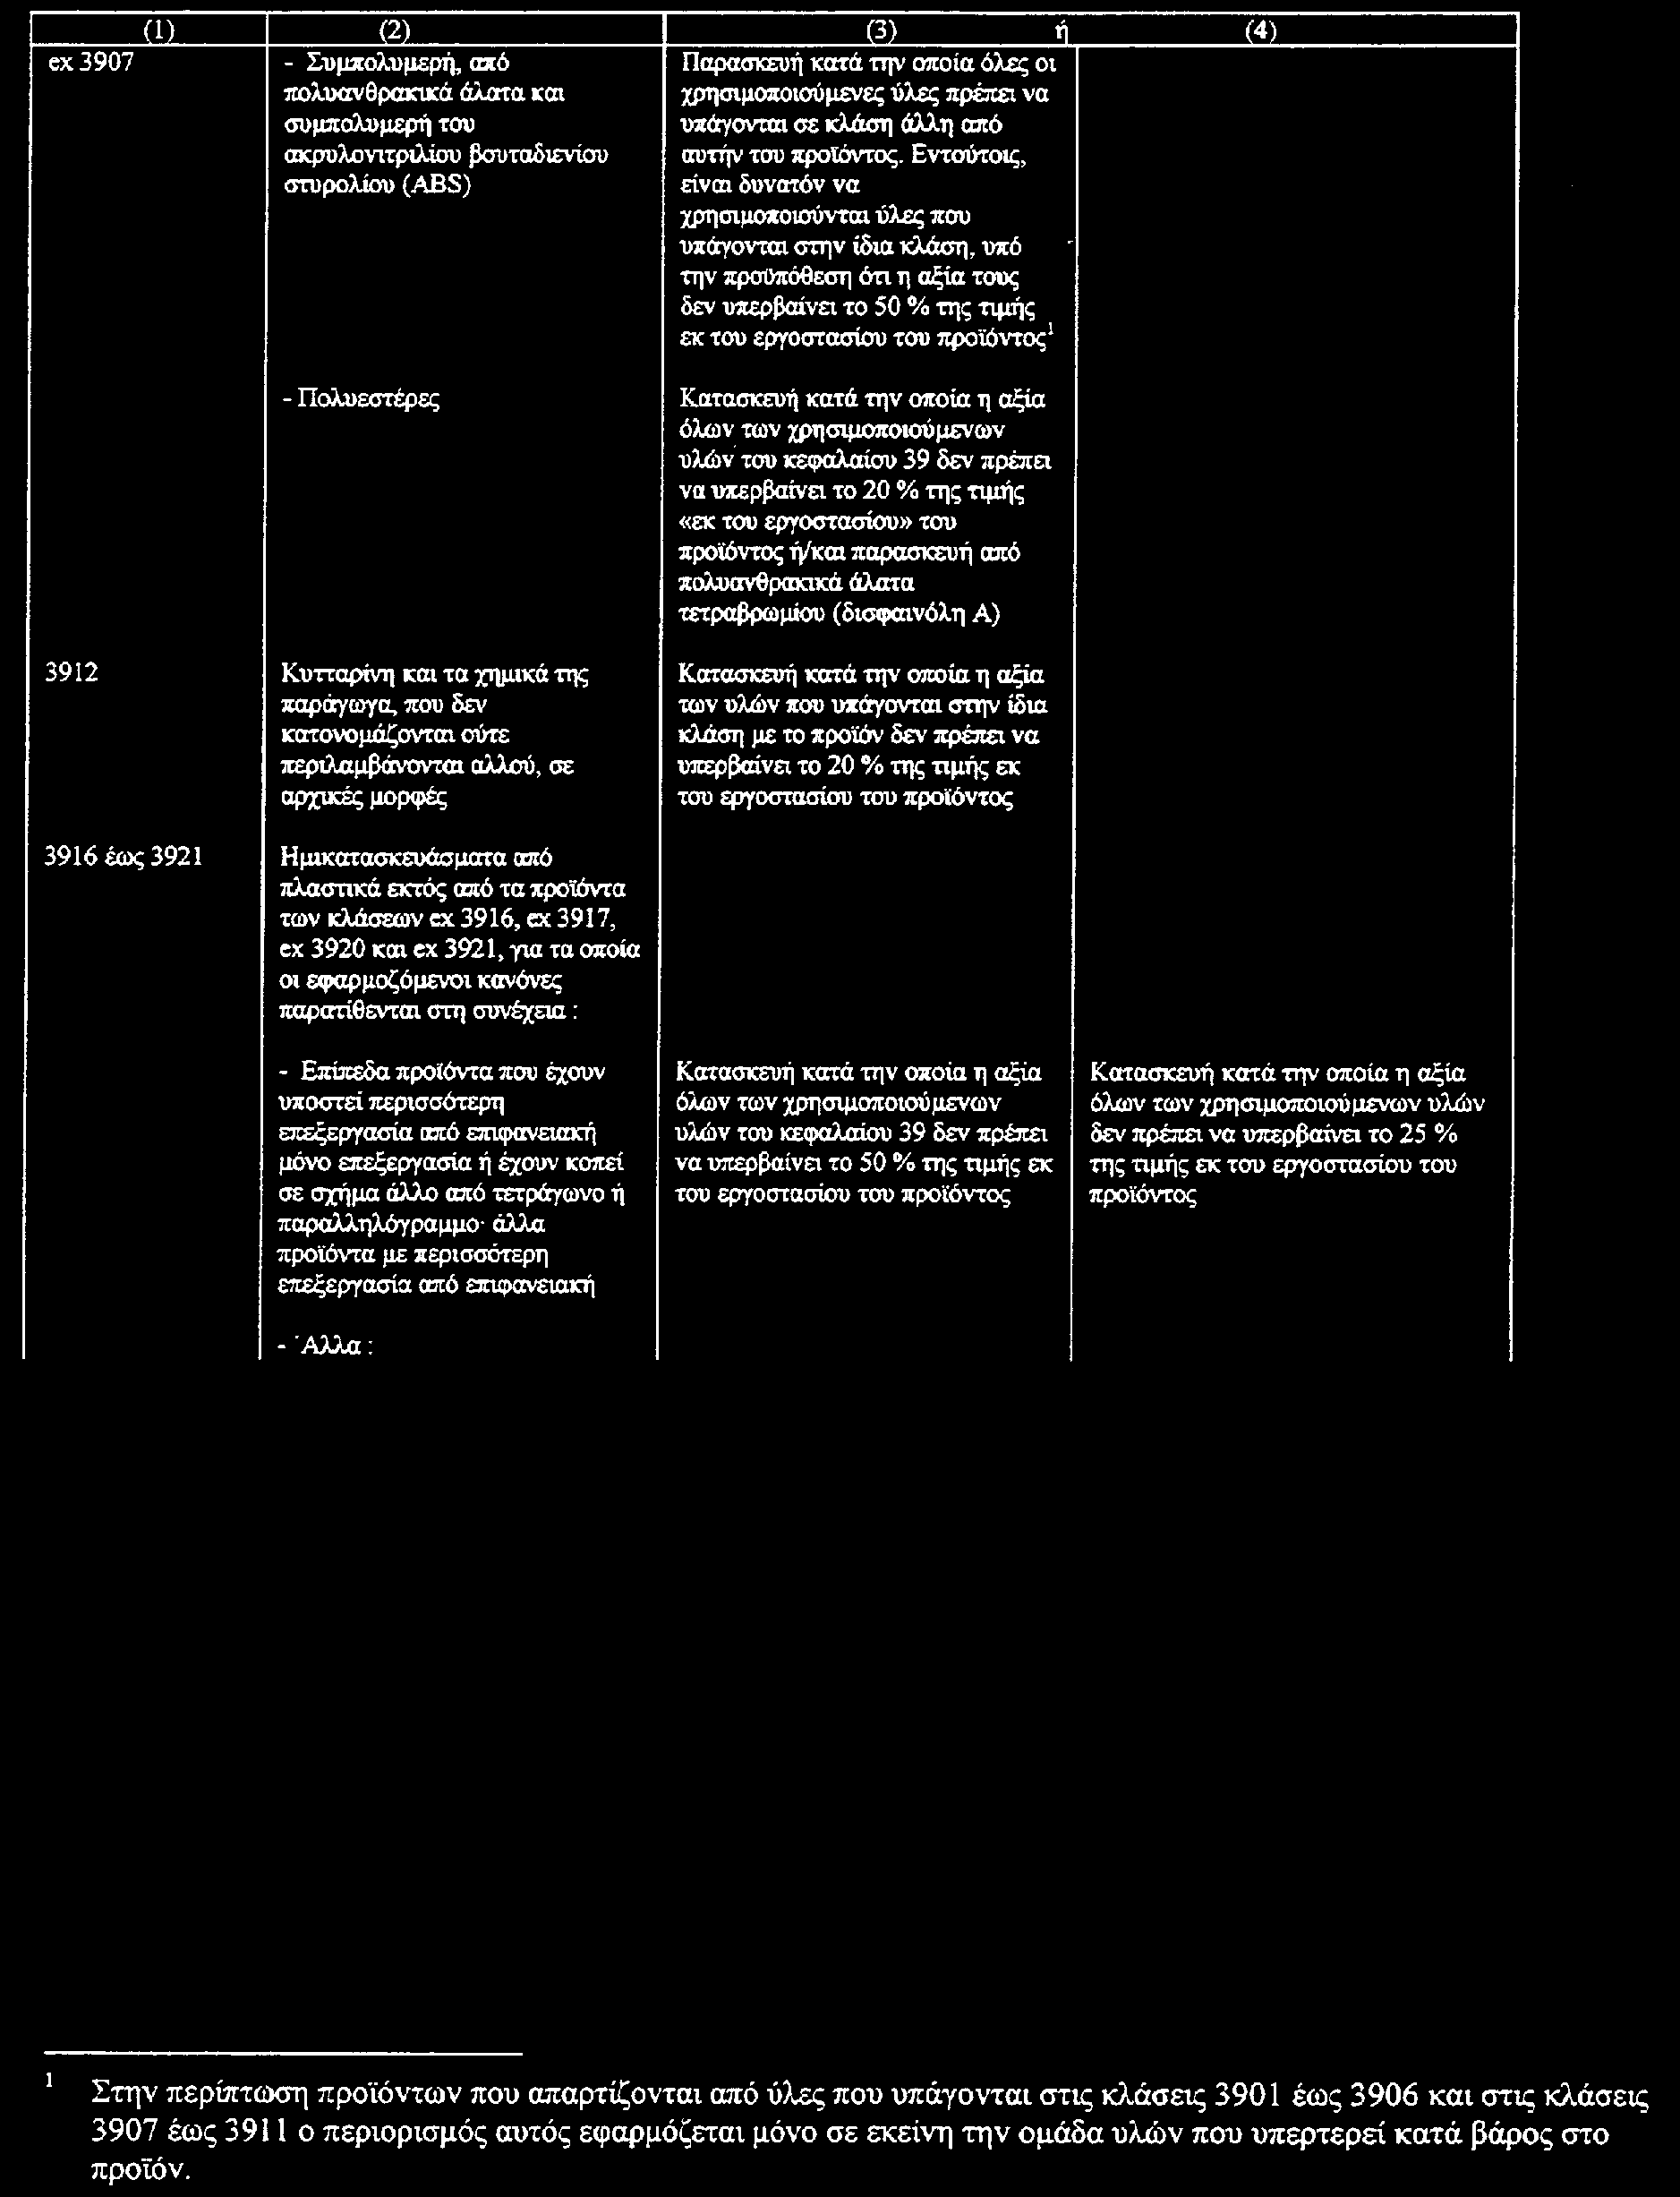 (1) (2) (3) ή (4)
ex 3907
- Συμπολυμερή, από
πολυανθρακικά άλατα και
συμπολυμερή του
ακρυλονιτριλίου βουταδιενίου
στυρολίου (ABS)
Παρασκευή κατά την οποία όλες οι
χρησιμοποιούμενες ύλες πρέπει να
υπάγονται σε κλάση άλλη από
αυτήν του προϊόντος. Εντούτοις,
είναι δυνατόν να
χρησιμοποιούνται ύλες που
υπάγονται στην ίδια κλάση, υπό
την προϋπόθεση ότι η αξία τους
δεν υπερβαίνει το 50 % της τιμής
εκ του εργοστασίου του προϊόντος¹
- Πολυεστέρες
Κατασκευή κατά την οποία η αξία
όλων των χρησιμοποιούμενων
υλών του κεφαλαίου 39 δεν πρέπει
να υπερβαίνει το 20 % της τιμής
«εκ του εργοστασίου» του
προϊόντος ή/και παρασκευή από
πολυανθρακικά άλατα
τετραβρωμίου (δισφαινόλη Α)
3912
Κυτταρίνη και τα χημικά της
παράγωγα, που δεν
κατονομάζονται ούτε
περιλαμβάνονται αλλού, σε
αρχικές μορφές
Κατασκευή κατά την οποία η αξία
των υλών που υπάγονται στην ίδια
κλάση με το προϊόν δεν πρέπει να
υπερβαίνει το 20 % της τιμής εκ
του εργοστασίου του προϊόντος
3916 έως 3921
Ημικατασκευάσματα από
πλαστικά εκτός από τα προϊόντα
των κλάσεων ex 3916, ex 3917,
ex 3920 και ex 3921, για τα οποία
οι εφαρμοζόμενοι κανόνες
παρατίθενται στη συνέχεια :
- Επίπεδα προϊόντα που έχουν
υποστεί περισσότερη
επεξεργασία από επιφανειακή
μόνο επεξεργασία ή έχουν κοπεί
σε σχήμα άλλο από τετράγωνο ή
παραλληλόγραμμο· άλλα
προϊόντα με περισσότερη
επεξεργασία από επιφανειακή
Κατασκευή κατά την οποία η αξία
όλων των χρησιμοποιούμενων
υλών του κεφαλαίου 39 δεν πρέπει
να υπερβαίνει το 50 % της τιμής εκ
του εργοστασίου του προϊόντος
Κατασκευή κατά την οποία η αξία
όλων των χρησιμοποιούμενων υλών
δεν πρέπει να υπερβαίνει το 25 %
της τιμής εκ του εργοστασίου του
προϊόντος
- Άλλα :
¹ Στην περίπτωση προϊόντων που απαρτίζονται από ύλες που υπάγονται στις κλάσεις 3901 έως 3906 και στις κλάσεις
3907 έως 3911 ο περιορισμός αυτός εφαρμόζεται μόνο σε εκείνη την ομάδα υλών που υπερτερεί κατά βάρος στο
προϊόν.